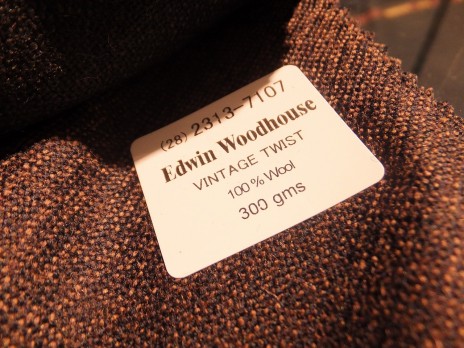 (28) 2313-7107
Edwin Woodhouse
VINTAGE TWIST
100% Wool
300 gms